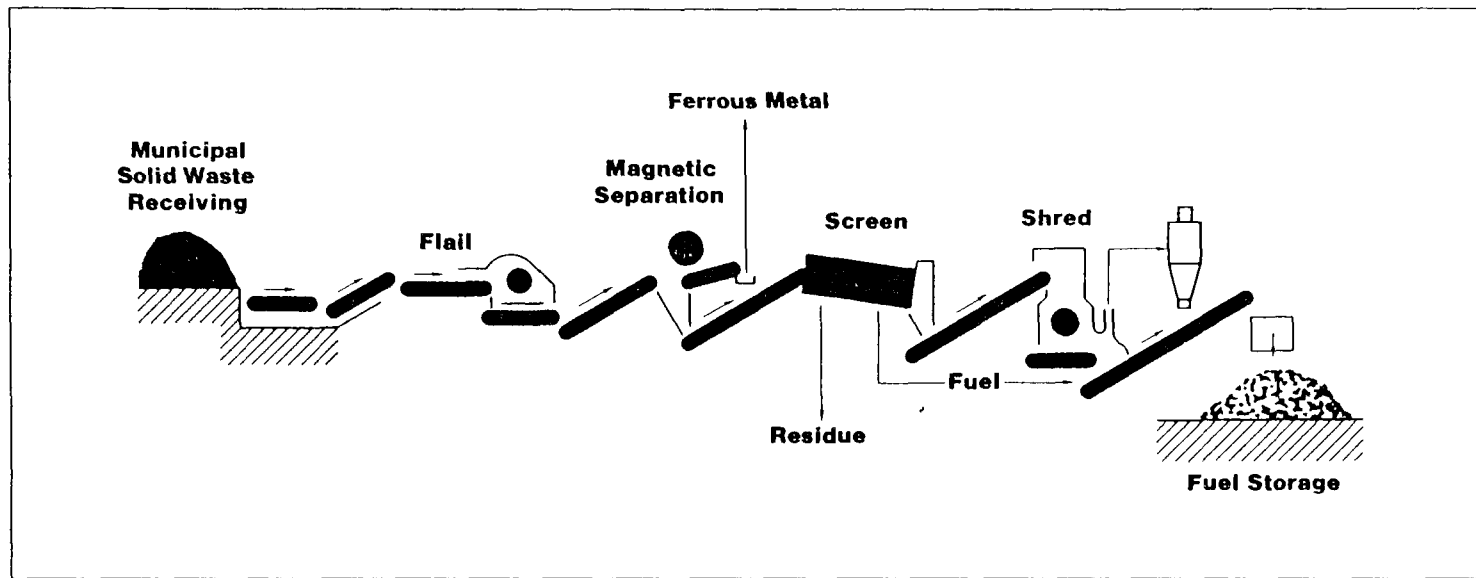 Municipal
Solid Waste
Receiving
Flail
Magnetic
Separation
Ferrous Metal
Screen
Shred
Fuel
Residue
Fuel Storage